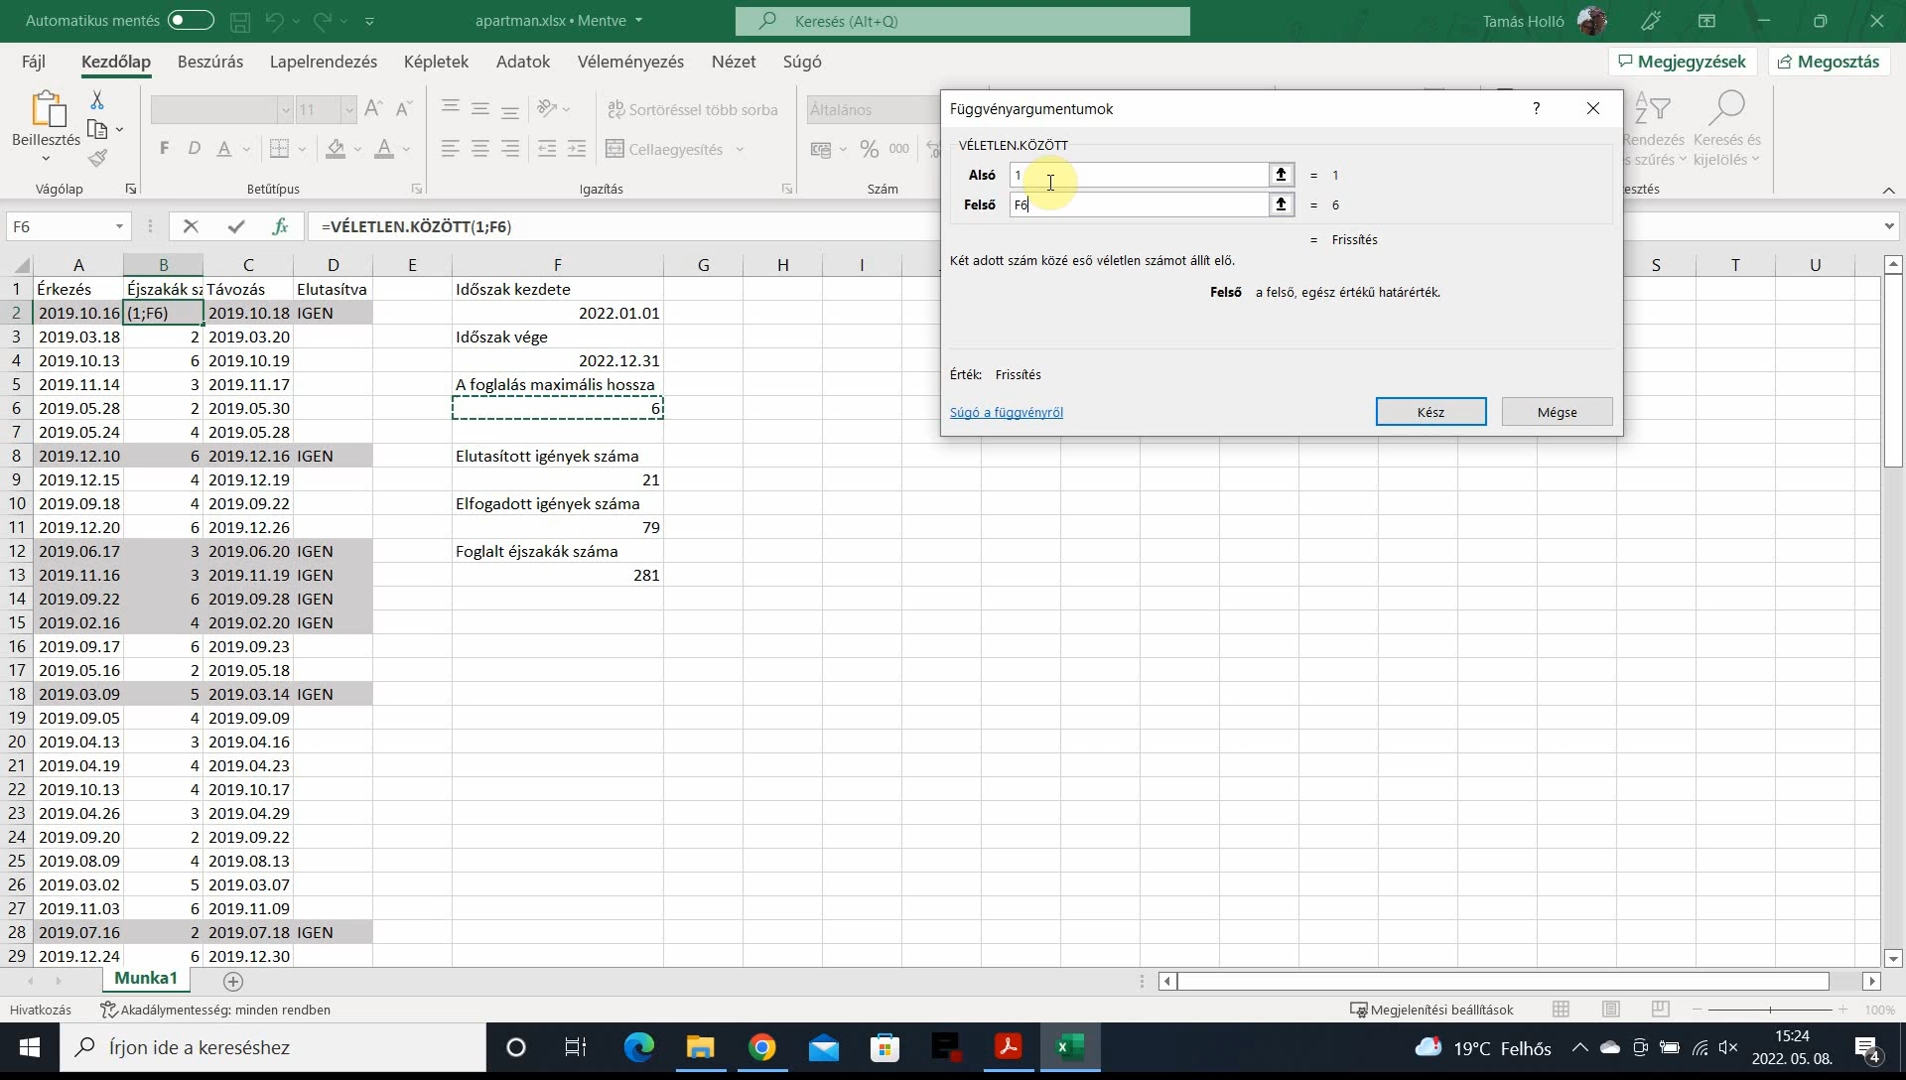 Automatikus mentés
apartman.xlsx • Mentve
Keresés (Alt+Q)
Tamás Holló
Fájl Kezdőlap Beszúrás Lapelrendezés Képletek Adatok Véleményezés Nézet Súgó
Megjegyzések Megosztás
Beillesztés
11
F D A
Sortöréssel több sorba
Cellaegyesítés
Általános
% 000
Rendezés és szűrés
Keresés és kijelölés
Vágólap Betűtípus Igazítás Szám
Függvényargumentumok ?
VÉLETLEN.KÖZÖTT
Alsó 1 = 1
Felső F6 = 6
= Frissítés
Két adott szám közé eső véletlen számot állít elő.
Felső a felső, egész értékű határérték.
Érték: Frissítés
Súgó a függvényről
Kész Mégse
F6 fx =VÉLETLEN.KÖZÖTT(1;F6)
A B C D E F G H I S T U
1 Érkezés Éjszakák sz Távozás Elutasítva Időszak kezdete
2 2019.10.16 (1;F6) 2019.10.18 IGEN 2022.01.01
3 2019.03.18 2 2019.03.20 Időszak vége
4 2019.10.13 6 2019.10.19 2022.12.31
5 2019.11.14 3 2019.11.17 A foglalás maximális hossza
6 2019.05.28 2 2019.05.30 6
7 2019.05.24 4 2019.05.28
8 2019.12.10 6 2019.12.16 IGEN Elutasított igények száma
9 2019.12.15 4 2019.12.19 21
10 2019.09.18 4 2019.09.22 Elfogadott igények száma
11 2019.12.20 6 2019.12.26 79
12 2019.06.17 3 2019.06.20 IGEN Foglalt éjszakák száma
13 2019.11.16 3 2019.11.19 IGEN 281
14 2019.09.22 6 2019.09.28 IGEN
15 2019.02.16 4 2019.02.20 IGEN
16 2019.09.17 6 2019.09.23
17 2019.05.16 2 2019.05.18
18 2019.03.09 5 2019.03.14 IGEN
19 2019.09.05 4 2019.09.09
20 2019.04.13 3 2019.04.16
21 2019.04.19 4 2019.04.23
22 2019.10.13 4 2019.10.17
23 2019.04.26 3 2019.04.29
24 2019.09.20 2 2019.09.22
25 2019.08.09 4 2019.08.13
26 2019.03.02 5 2019.03.07
27 2019.11.03 6 2019.11.09
28 2019.07.16 2 2019.07.18 IGEN
29 2019.12.24 6 2019.12.30
Munka1
Hivatkozás
Akadálymentesség: minden rendben
Megjelenítési beállítások
100%
Írjon ide a kereséshez
19°C Felhős
15:24
2022. 05. 08.
4